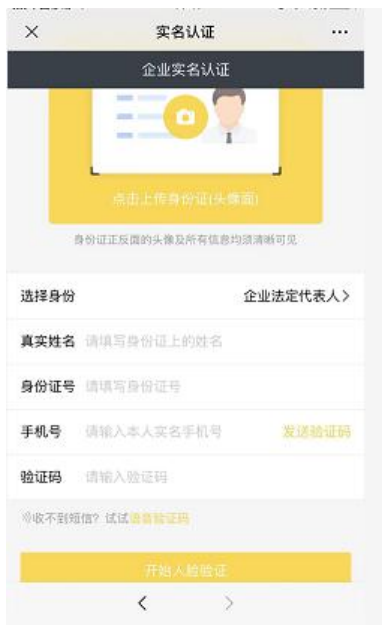 实名认证
企业实名认证
点击上传身份证(头像面)
身份证正反面的头像及所有信息均须清晰可见
选择身份 企业法定代表人>
真实姓名 请填写身份证上的姓名
身份证号 请填写身份证号
手机号 请输入本人实名手机号 发送验证码
验证码 请输入验证码
收不到短信？试试语音验证码
开始人脸验证